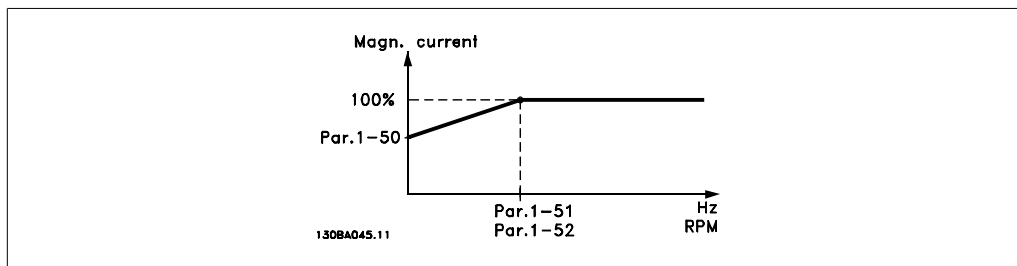 Magn. current
100%
Par.1-50
Par.1-51
Par.1-52
Hz
RPM
130BA045.11